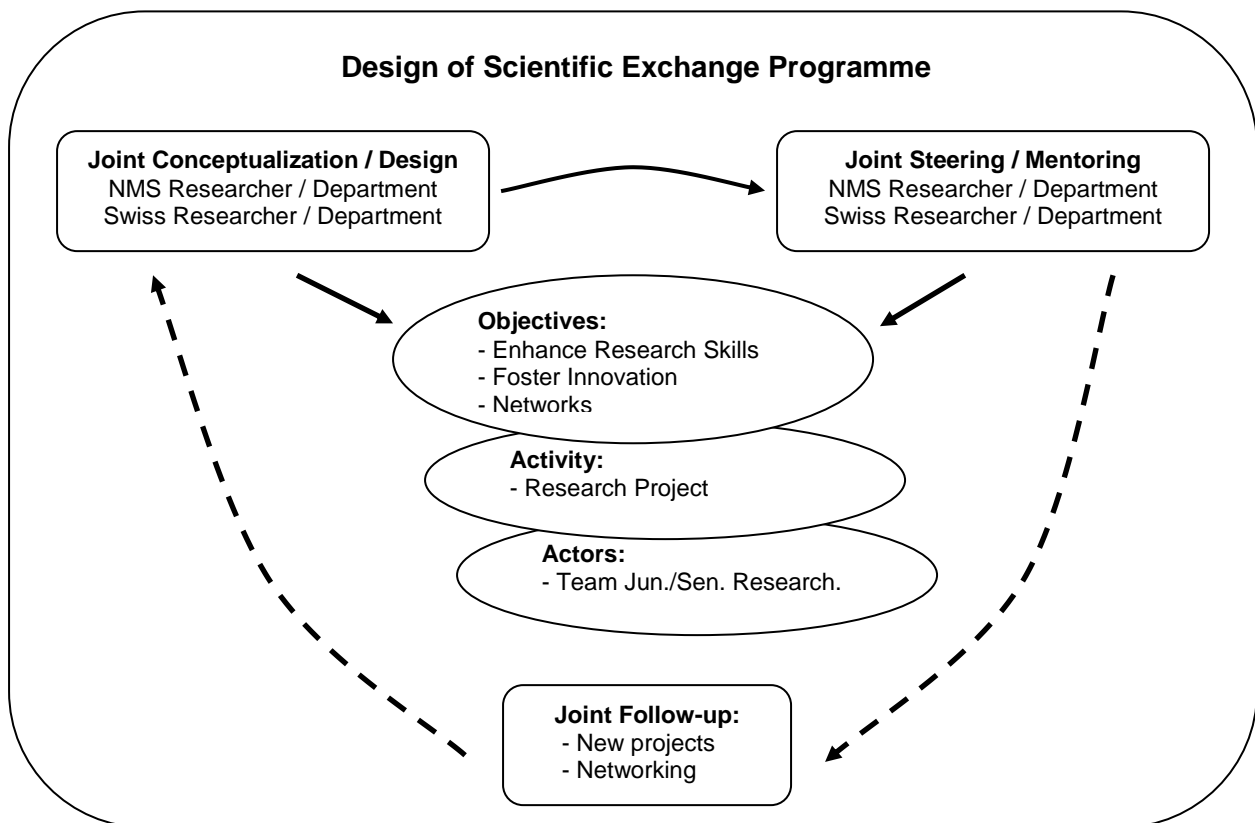 Design of Scientific Exchange Programme
Joint Conceptualization / Design
NMS Researcher / Department
Swiss Researcher / Department
Joint Steering / Mentoring
NMS Researcher / Department
Swiss Researcher / Department
Objectives:
- Enhance Research Skills
- Foster Innovation
- Networks
Activity:
- Research Project
Actors:
- Team Jun./Sen. Research.
Joint Follow-up:
- New projects
- Networking